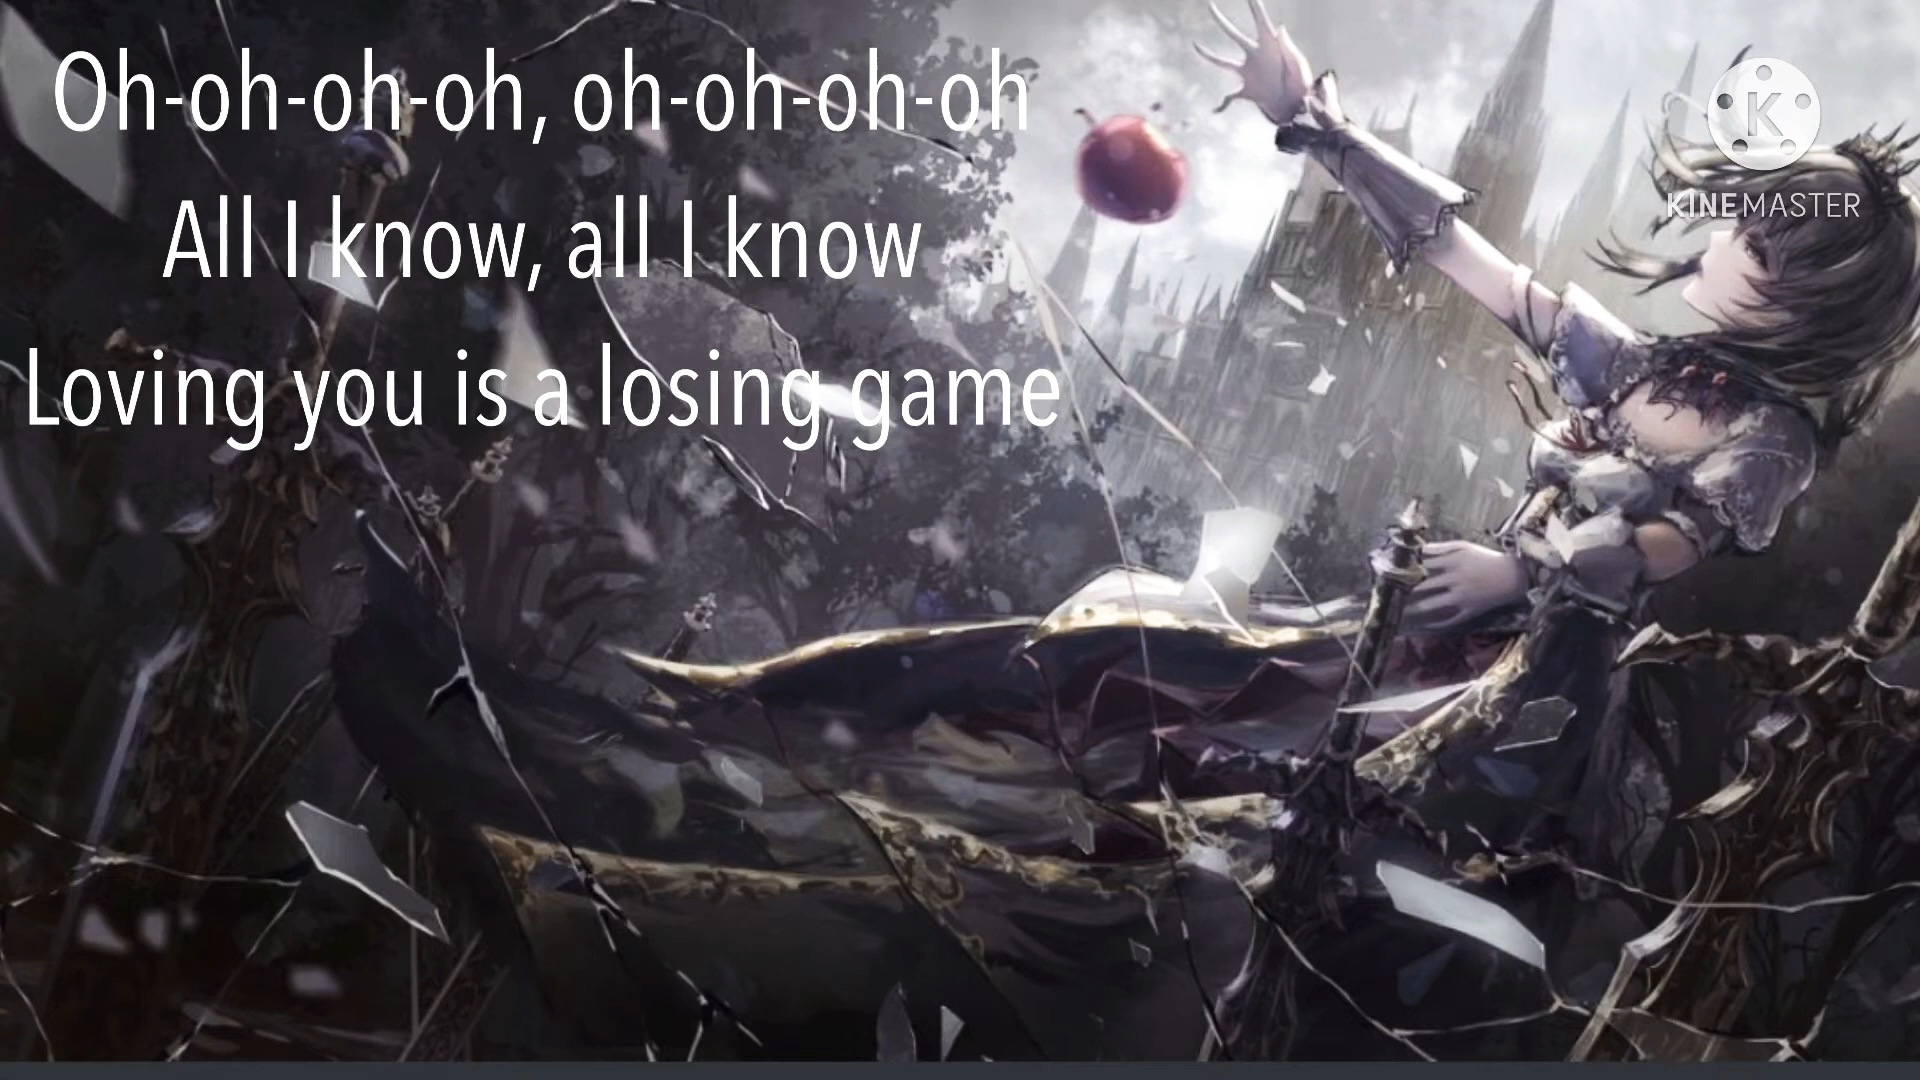 Oh-oh-oh-oh, oh-oh-oh-oh
All I know, all I know
Loving you is a losing game
K
KINEMASTER